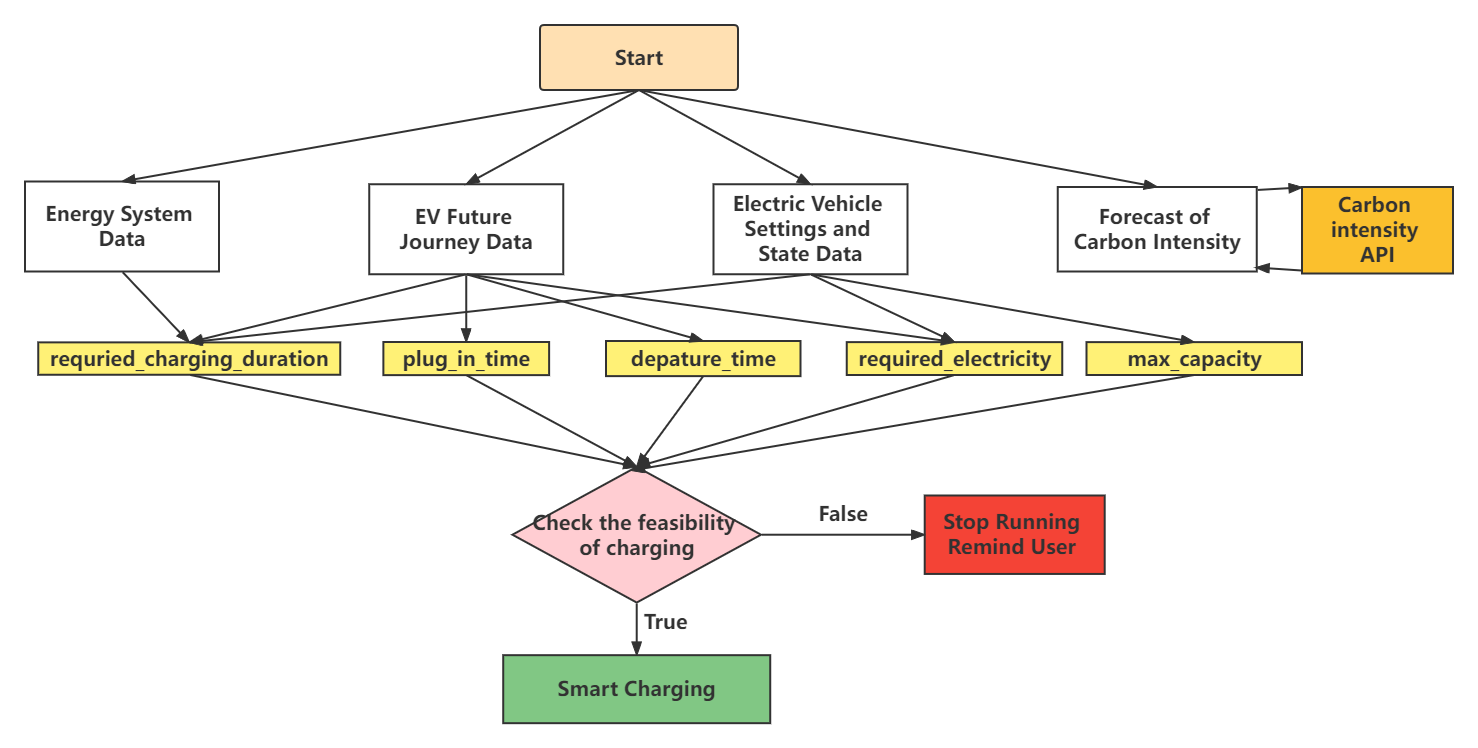 Start
Energy System
Data
EV Future
Journey Data
Electric Vehicle
Settings and
State Data
Forecast of
Carbon Intensity
Carbon
intensity
API
requried_charging_duration
plug_in_time
depature_time
required_electricity
max_capacity
Check the feasibility
of charging
False
Stop Running
Remind User
True
Smart Charging